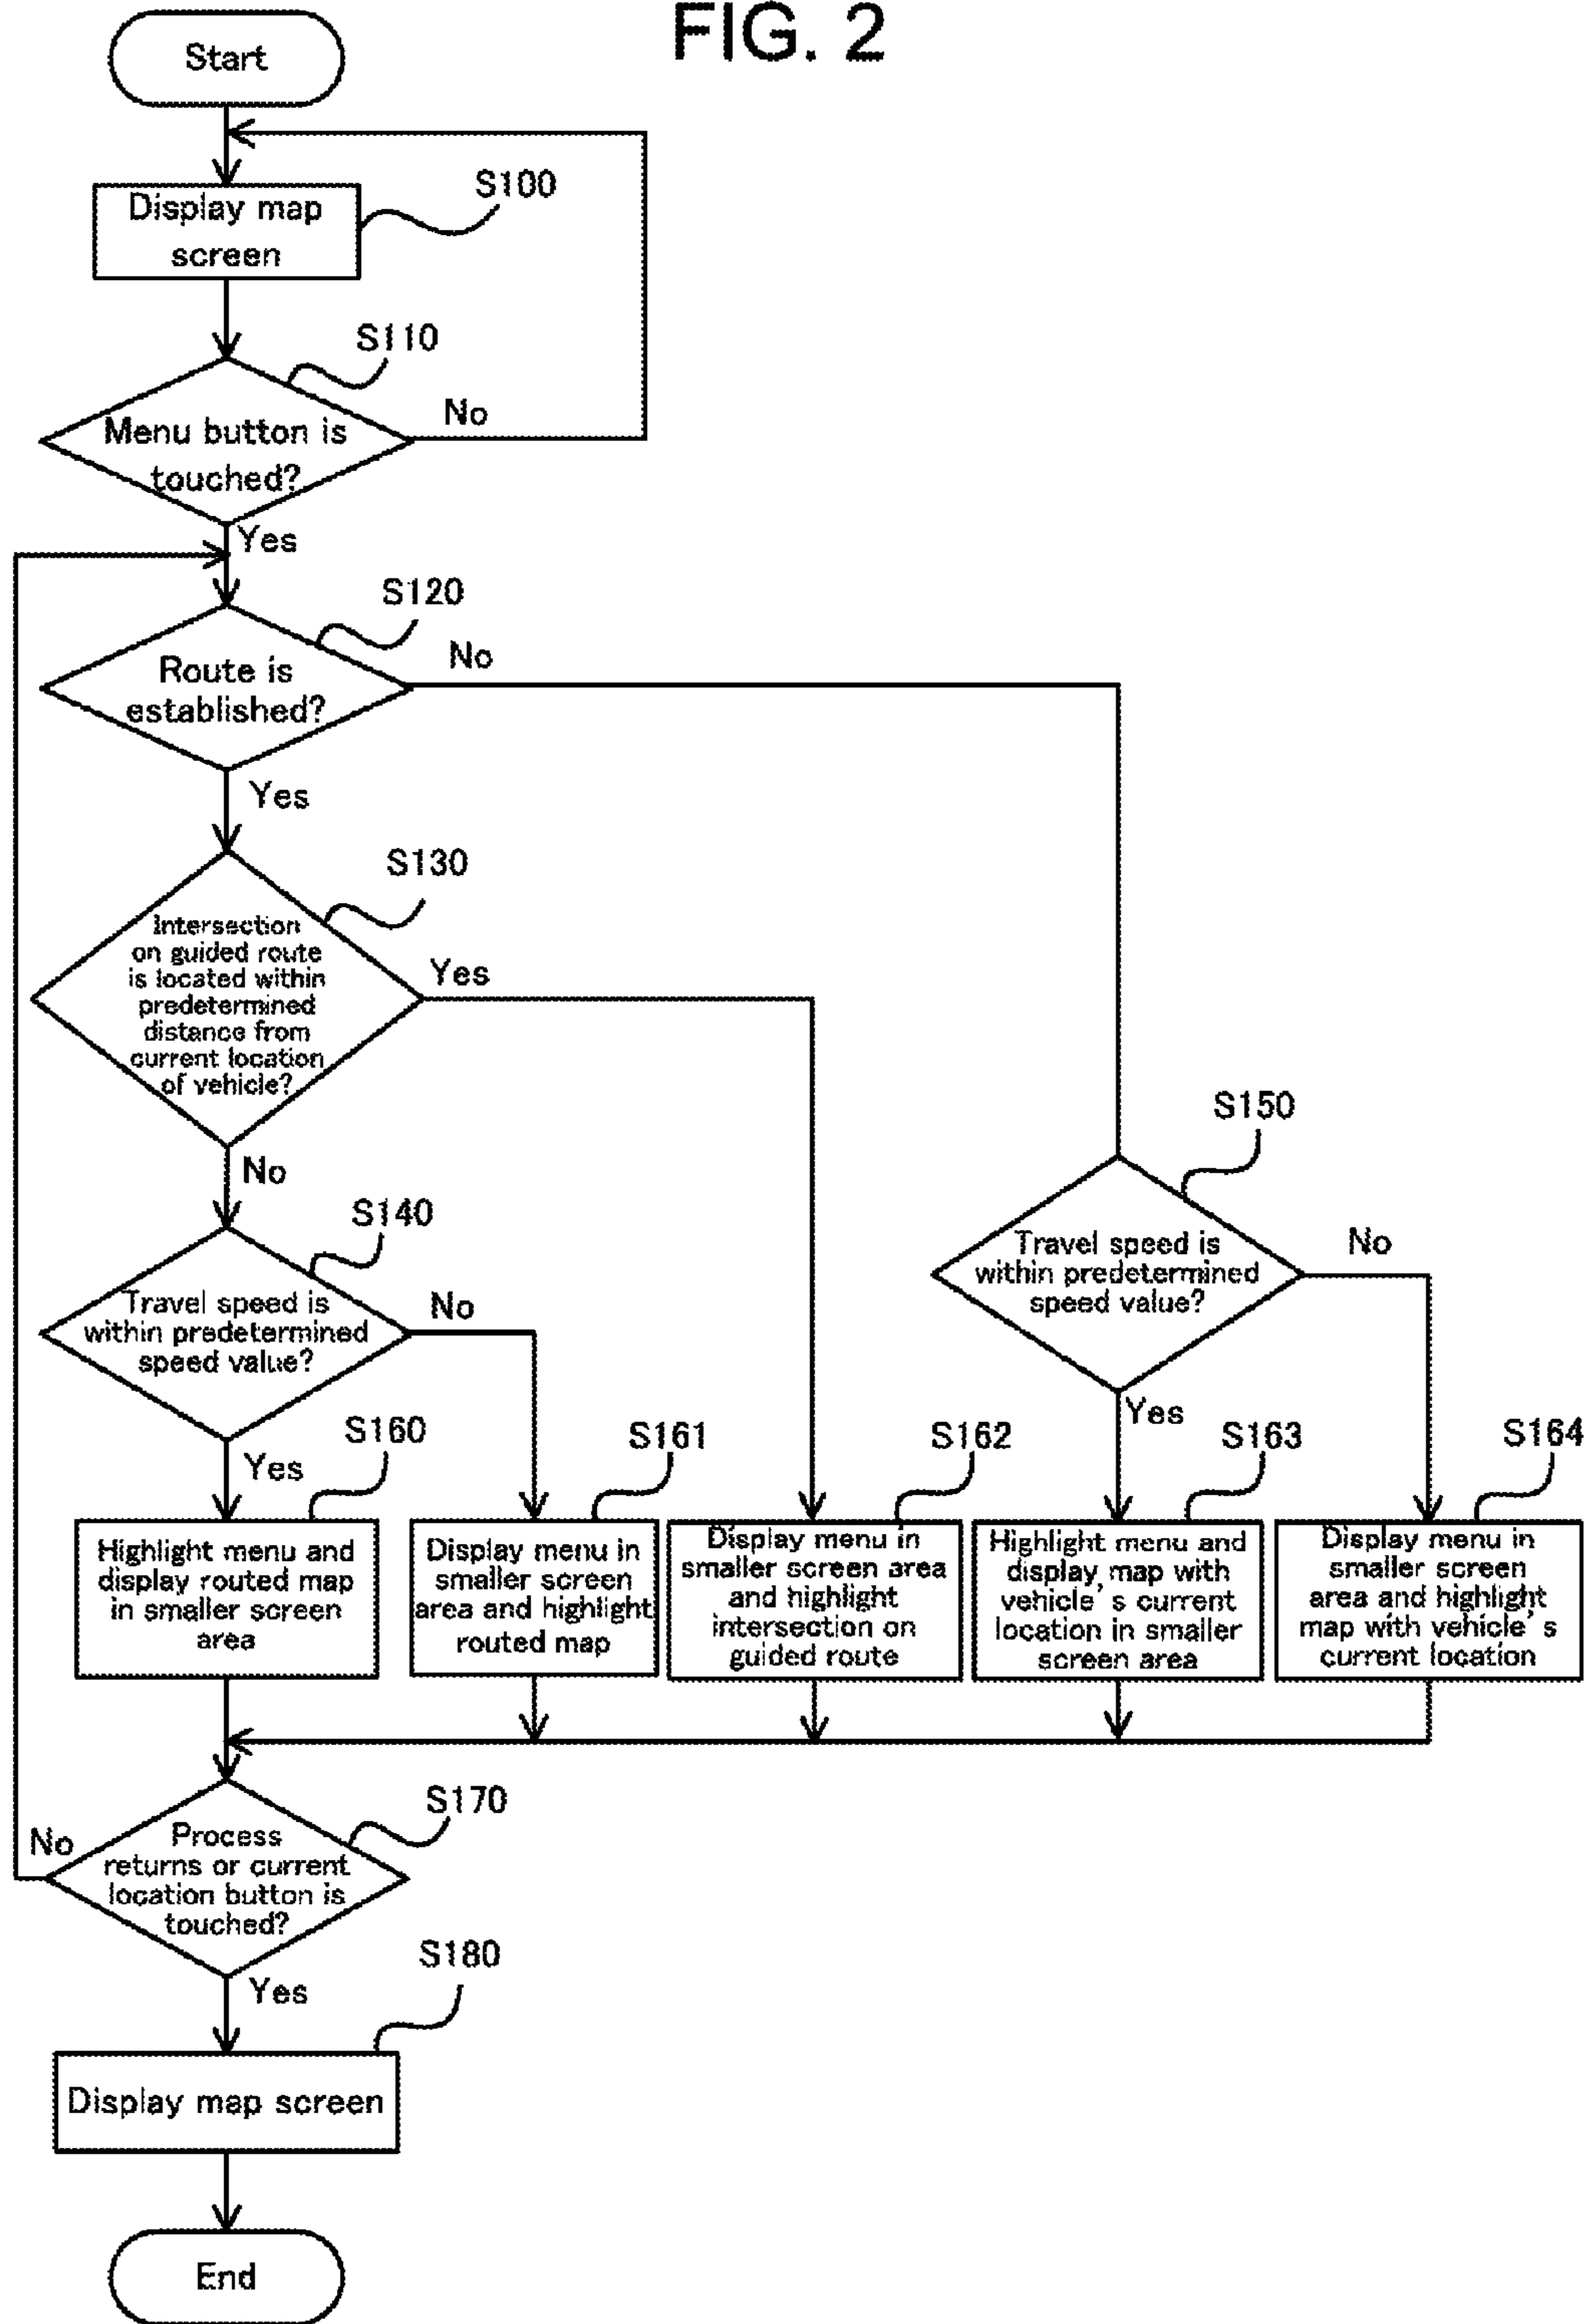 FIG. 2
Start
S100
Display map
screen
S110
No
Menu button is
touched?
Yes
S120
No
Route is
established?
Yes
S130
Intersection
on guided route
is located within
predetermined
distance from
current location
of vehicle?
Yes
No
S150
Travel speed is
within predetermined
speed value?
No
Yes
S140
Travel speed is
within predetermined
speed value?
No
Yes
S160
Highlight menu and
display routed map
in smaller screen
area
S161
Display menu in
smaller screen
area and highlight
routed map
S162
Display menu in
smaller screen area
and highlight
intersection on
guided route
S163
Highlight menu and
display map with
vehicle's current
location in smaller
screen area
S164
Display menu in
smaller screen
area and highlight
map with vehicle's
current location
S170
No
Process
returns or current
location button is
touched?
Yes
S180
Display map screen
End